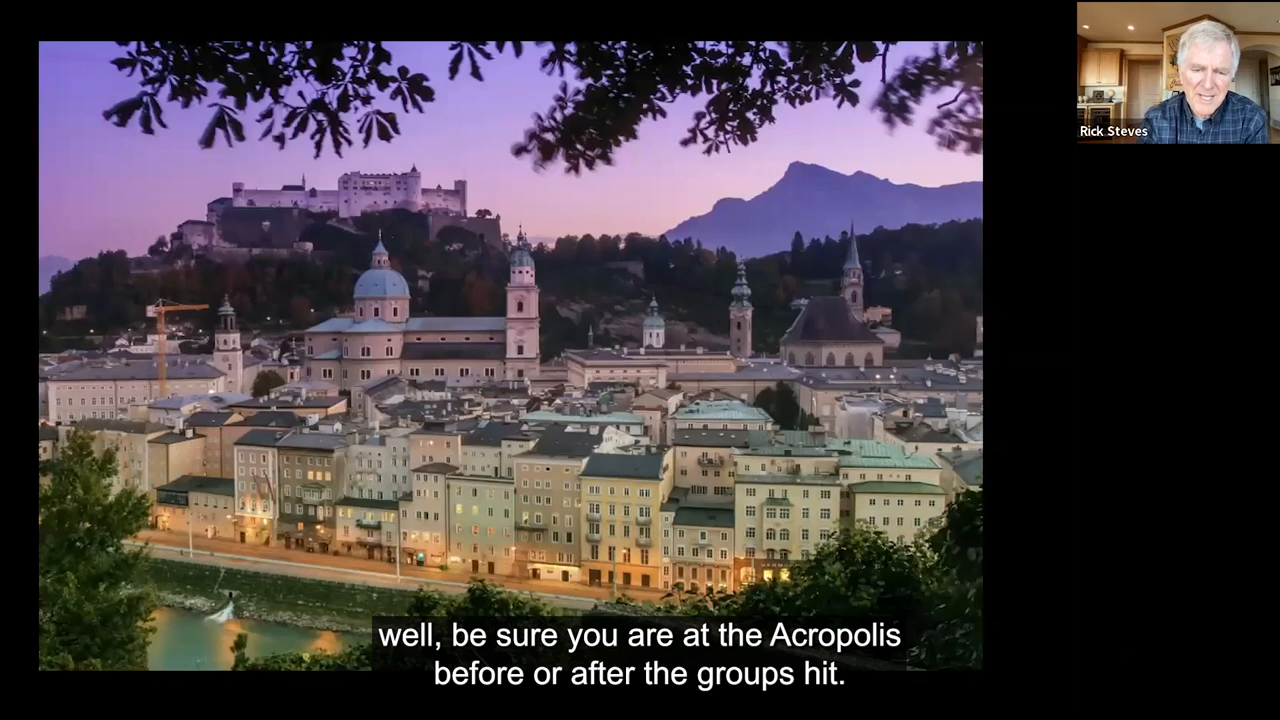 Rick Steves
well, be sure you are at the Acropolis
before or after the groups hit.